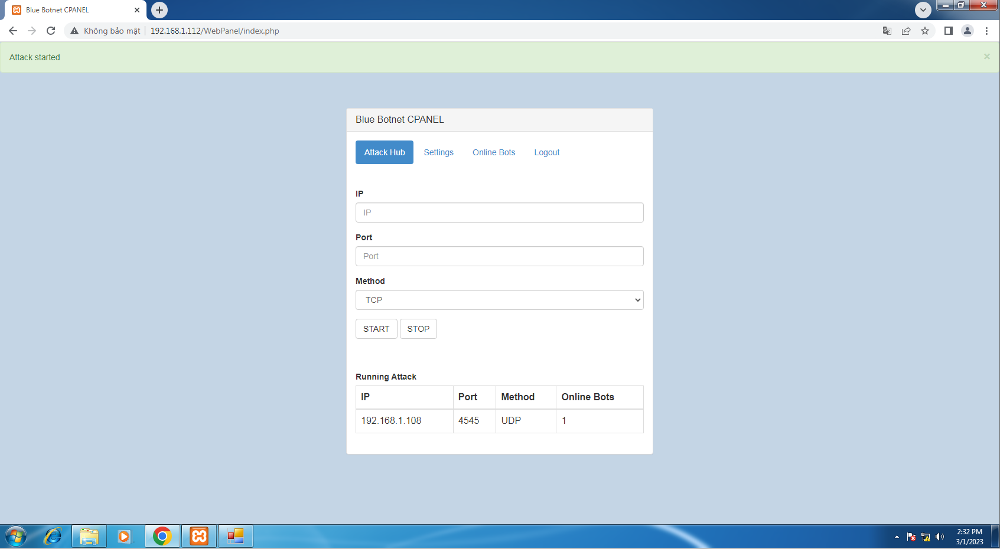 Blue Botnet CPANEL
Không bảo mật 192.168.1.112/WebPanel/index.php
Attack started
Blue Botnet CPANEL
Attack Hub Settings Online Bots Logout
IP
IP
Port
Port
Method
TCP
START STOP
Running Attack
IP Port Method Online Bots
192.168.1.108 4545 UDP 1
2:32 PM
3/1/2023